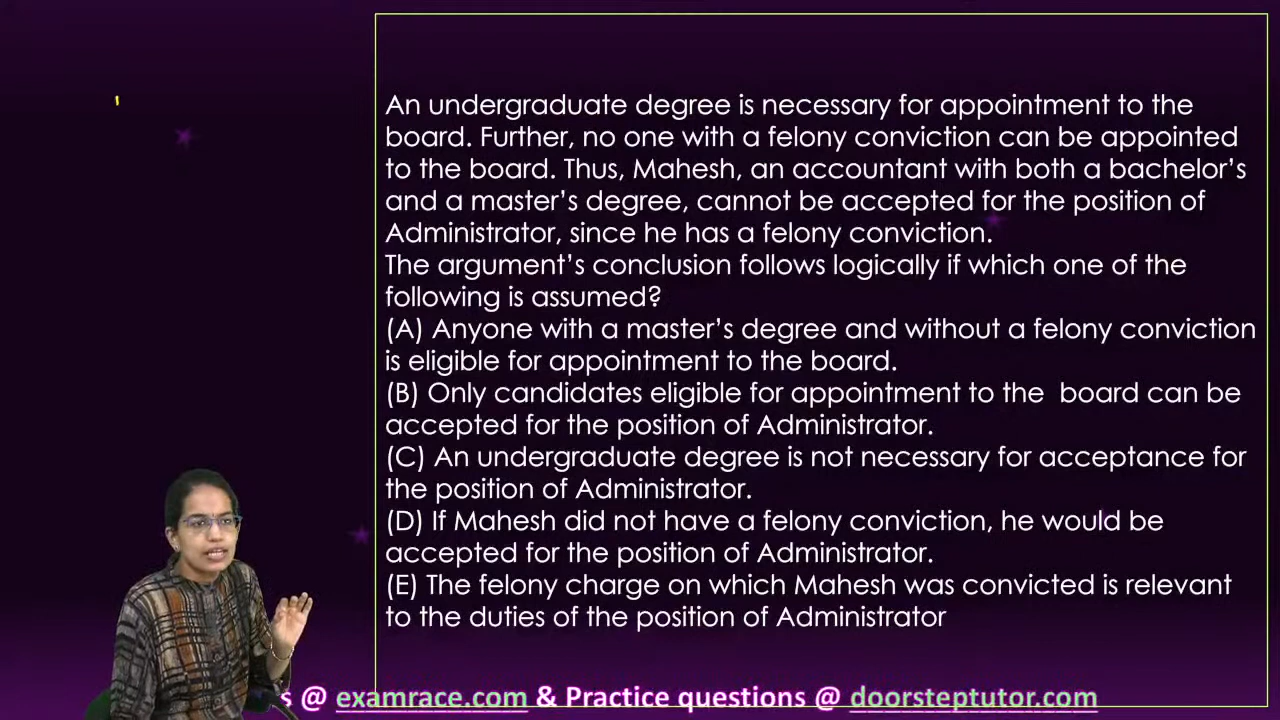 An undergraduate degree is necessary for appointment to the
board. Further, no one with a felony conviction can be appointed
to the board. Thus, Mahesh, an accountant with both a bachelor’s
and a master’s degree, cannot be accepted for the position of
Administrator, since he has a felony conviction.
The argument’s conclusion follows logically if which one of the
following is assumed?
(A) Anyone with a master’s degree and without a felony conviction
is eligible for appointment to the board.
(B) Only candidates eligible for appointment to the board can be
accepted for the position of Administrator.
(C) An undergraduate degree is not necessary for acceptance for
the position of Administrator.
(D) If Mahesh did not have a felony conviction, he would be
accepted for the position of Administrator.
(E) The felony charge on which Mahesh was convicted is relevant
to the duties of the position of Administrator
s @ examrace.com & Practice questions @ doorsteptutor.com